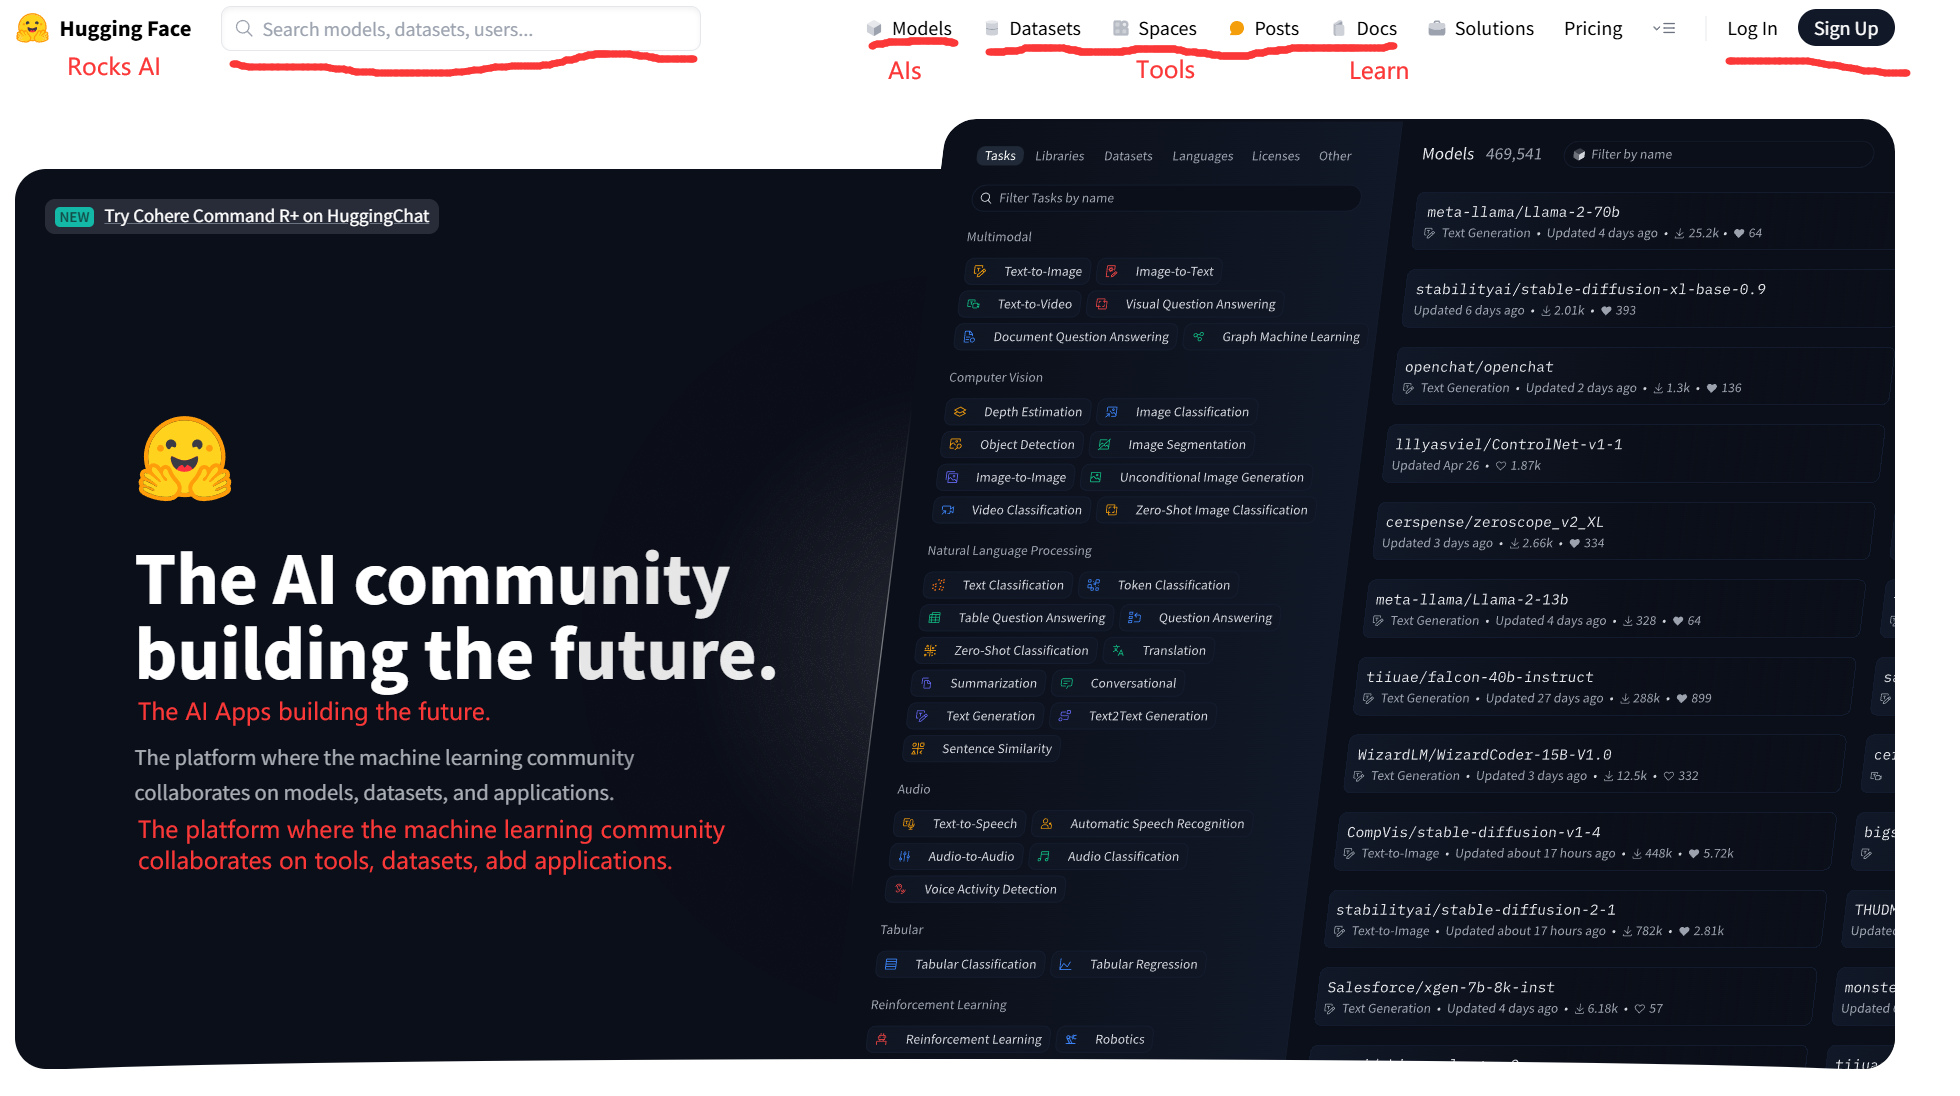 Hugging Face
Search models, datasets, users...
Models
Datasets
Spaces
Posts
Docs
Solutions
Pricing
Log In
Sign Up
Rocks AI
AIs
Tools
Learn
NEW Try Cohere Command R+ on HuggingChat
The AI community
building the future.
The AI Apps building the future.
The platform where the machine learning community
collaborates on models, datasets, and applications.
The platform where the machine learning community
collaborates on tools, datasets, abd applications.
Tasks Libraries Datasets Languages Licenses Other
Filter Tasks by name
Multimodal
Text-to-Image Image-to-Text
Text-to-Video Visual Question Answering
Document Question Answering Graph Machine Learning
Computer Vision
Depth Estimation Image Classification
Object Detection Image Segmentation
Image-to-Image Unconditional Image Generation
Video Classification Zero-Shot Image Classification
Natural Language Processing
Text Classification Token Classification
Table Question Answering Question Answering
Zero-Shot Classification Translation
Summarization Conversational
Text Generation Text2Text Generation
Sentence Similarity
Audio
Text-to-Speech Automatic Speech Recognition
Audio-to-Audio Audio Classification
Voice Activity Detection
Tabular
Tabular Classification Tabular Regression
Reinforcement Learning
Reinforcement Learning Robotics
Models 469,541
Filter by name
meta-llama/Llama-2-70b
Text Generation • Updated 4 days ago • 25.2k • 64
stabilityai/stable-diffusion-xl-base-0.9
Updated 6 days ago • 2.01k • 393
openchat/openchat
Text Generation • Updated 2 days ago • 1.3k • 136
lllyasviel/ControlNet-v1-1
Updated Apr 26 • 1.87k
cerspense/zeroscope_v2_XL
Updated 3 days ago • 2.66k • 334
meta-llama/Llama-2-13b
Text Generation • Updated 4 days ago • 328 • 64
tiiuae/falcon-40b-instruct
Text Generation • Updated 27 days ago • 288k • 899
WizardLM/WizardCoder-15B-V1.0
Text Generation • Updated 3 days ago • 12.5k • 332
CompVis/stable-diffusion-v1-4
Text-to-Image • Updated about 17 hours ago • 448k • 5.72k
stabilityai/stable-diffusion-2-1
Text-to-Image • Updated about 17 hours ago • 782k • 2.81k
Salesforce/xgen-7b-8k-inst
Text Generation • Updated 4 days ago • 6.18k • 57
THUDM
Updated
monste
Updated